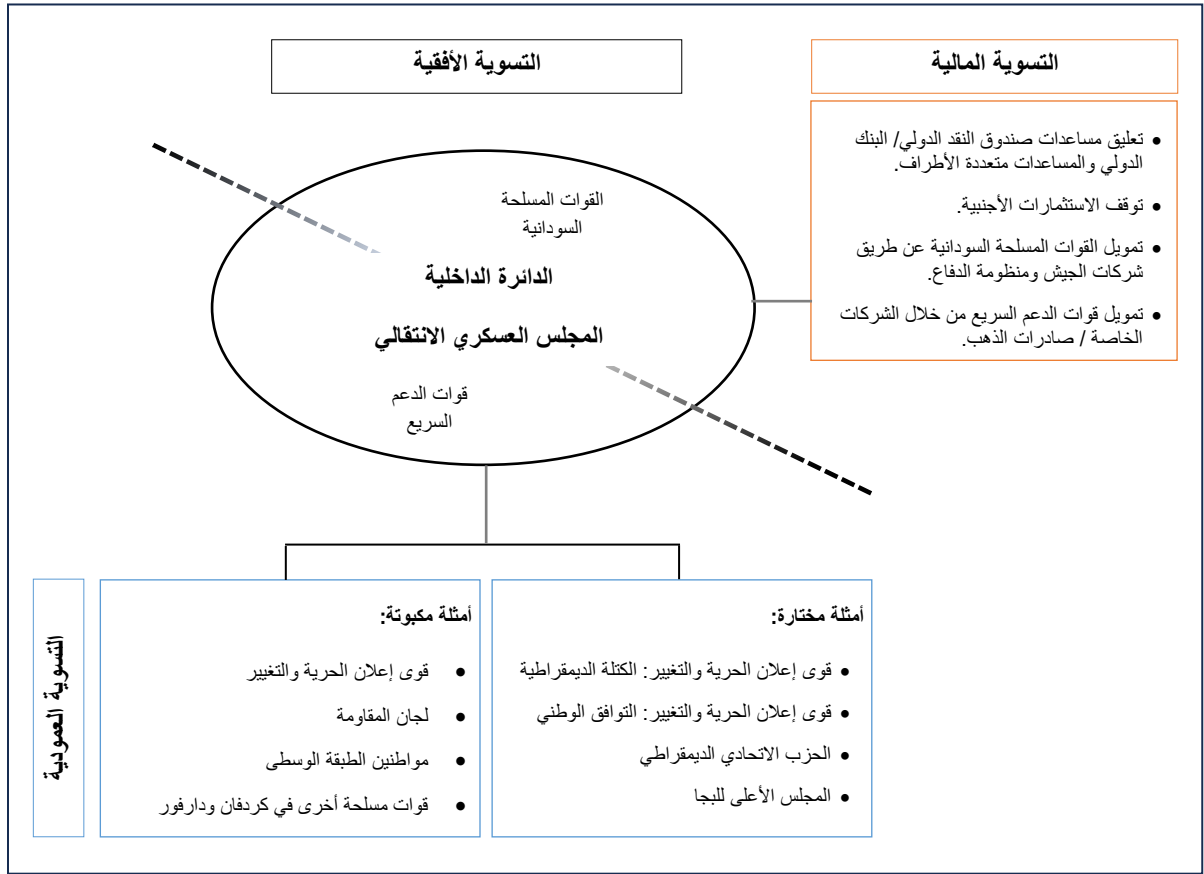 التسوية الأفقية
التسوية المالية
• تعليق مساعدات صندوق النقد الدولي/ البنك
الدولي والمساعدات متعددة الأطراف.
• توقف الاستثمارات الأجنبية.
• تمويل القوات المسلحة السودانية عن طريق
شركات الجيش ومنظومة الدفاع.
• تمويل قوات الدعم السريع من خلال الشركات
الخاصة / صادرات الذهب.
القوات المسلحة
السودانية
الدائرة الداخلية
المجلس العسكري الانتقالي
قوات الدعم
السريع
أمثلة مختارة:
• قوى إعلان الحرية والتغيير: الكتلة الديمقراطية
• قوى إعلان الحرية والتغيير: التوافق الوطني
• الحزب الاتحادي الديمقراطي
• المجلس الأعلى للبجا
أمثلة مكبوتة:
• قوى إعلان الحرية والتغيير
• لجان المقاومة
• مواطنين الطبقة الوسطى
• قوات مسلحة أخرى في كردفان ودارفور
التسوية العمودية